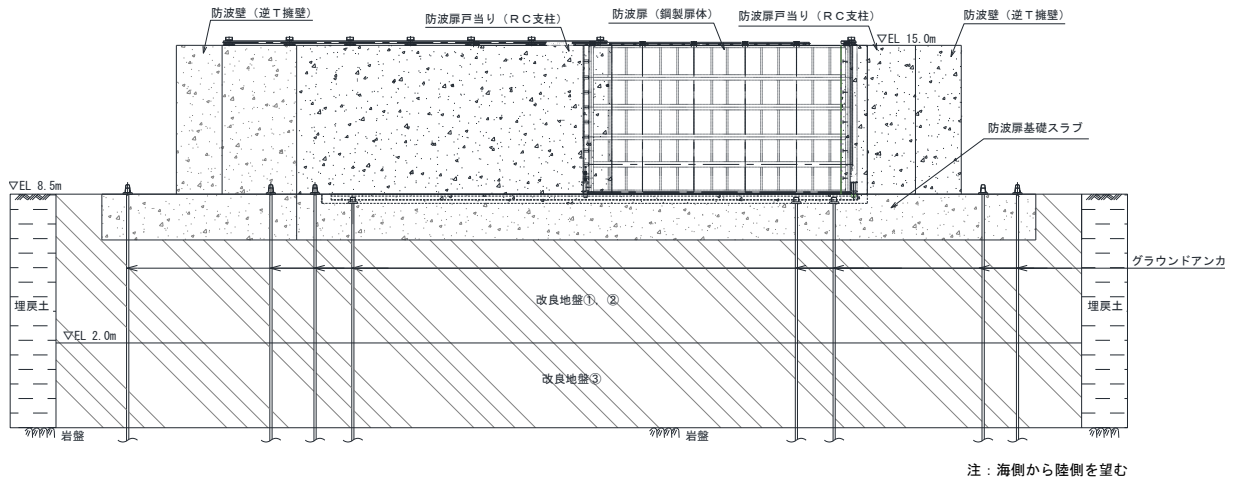 防波壁（逆Ｔ擁壁）
防波扉戸当り（ＲＣ支柱）
防波扉（鋼製扉体）
防波扉戸当り（ＲＣ支柱）
防波壁（逆Ｔ擁壁）
▽EL 15.0m
防波扉基礎スラブ
▽EL 8.5m
グラウンドアンカ
埋戻土
改良地盤①、②
埋戻土
▽EL 2.0m
改良地盤③
岩盤
岩盤
注：海側から陸側を望む